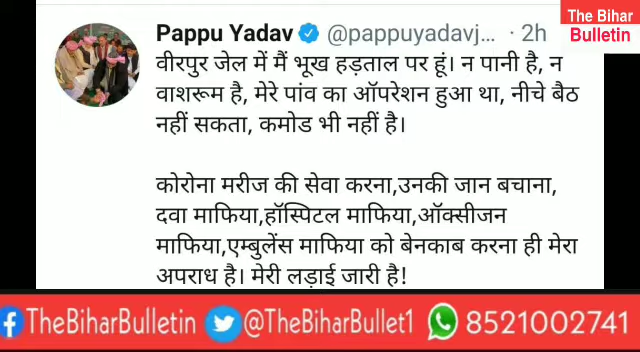 The Bihar
Bulletin
Pappu Yadav @pappuyadavj... · 2h
वीरपुर जेल में मैं भूख हड़ताल पर हूं। न पानी है, न
वाशरूम है, मेरे पांव का ऑपरेशन हुआ था, नीचे बैठ
नहीं सकता, कमोड भी नहीं है।
कोरोना मरीज की सेवा करना,उनकी जान बचाना,
दवा माफिया,हॉस्पिटल माफिया,ऑक्सीजन
माफिया,एम्बुलेंस माफिया को बेनकाब करना ही मेरा
अपराध है। मेरी लड़ाई जारी है!
TheBiharBulletin @TheBiharBullet1 8521002741